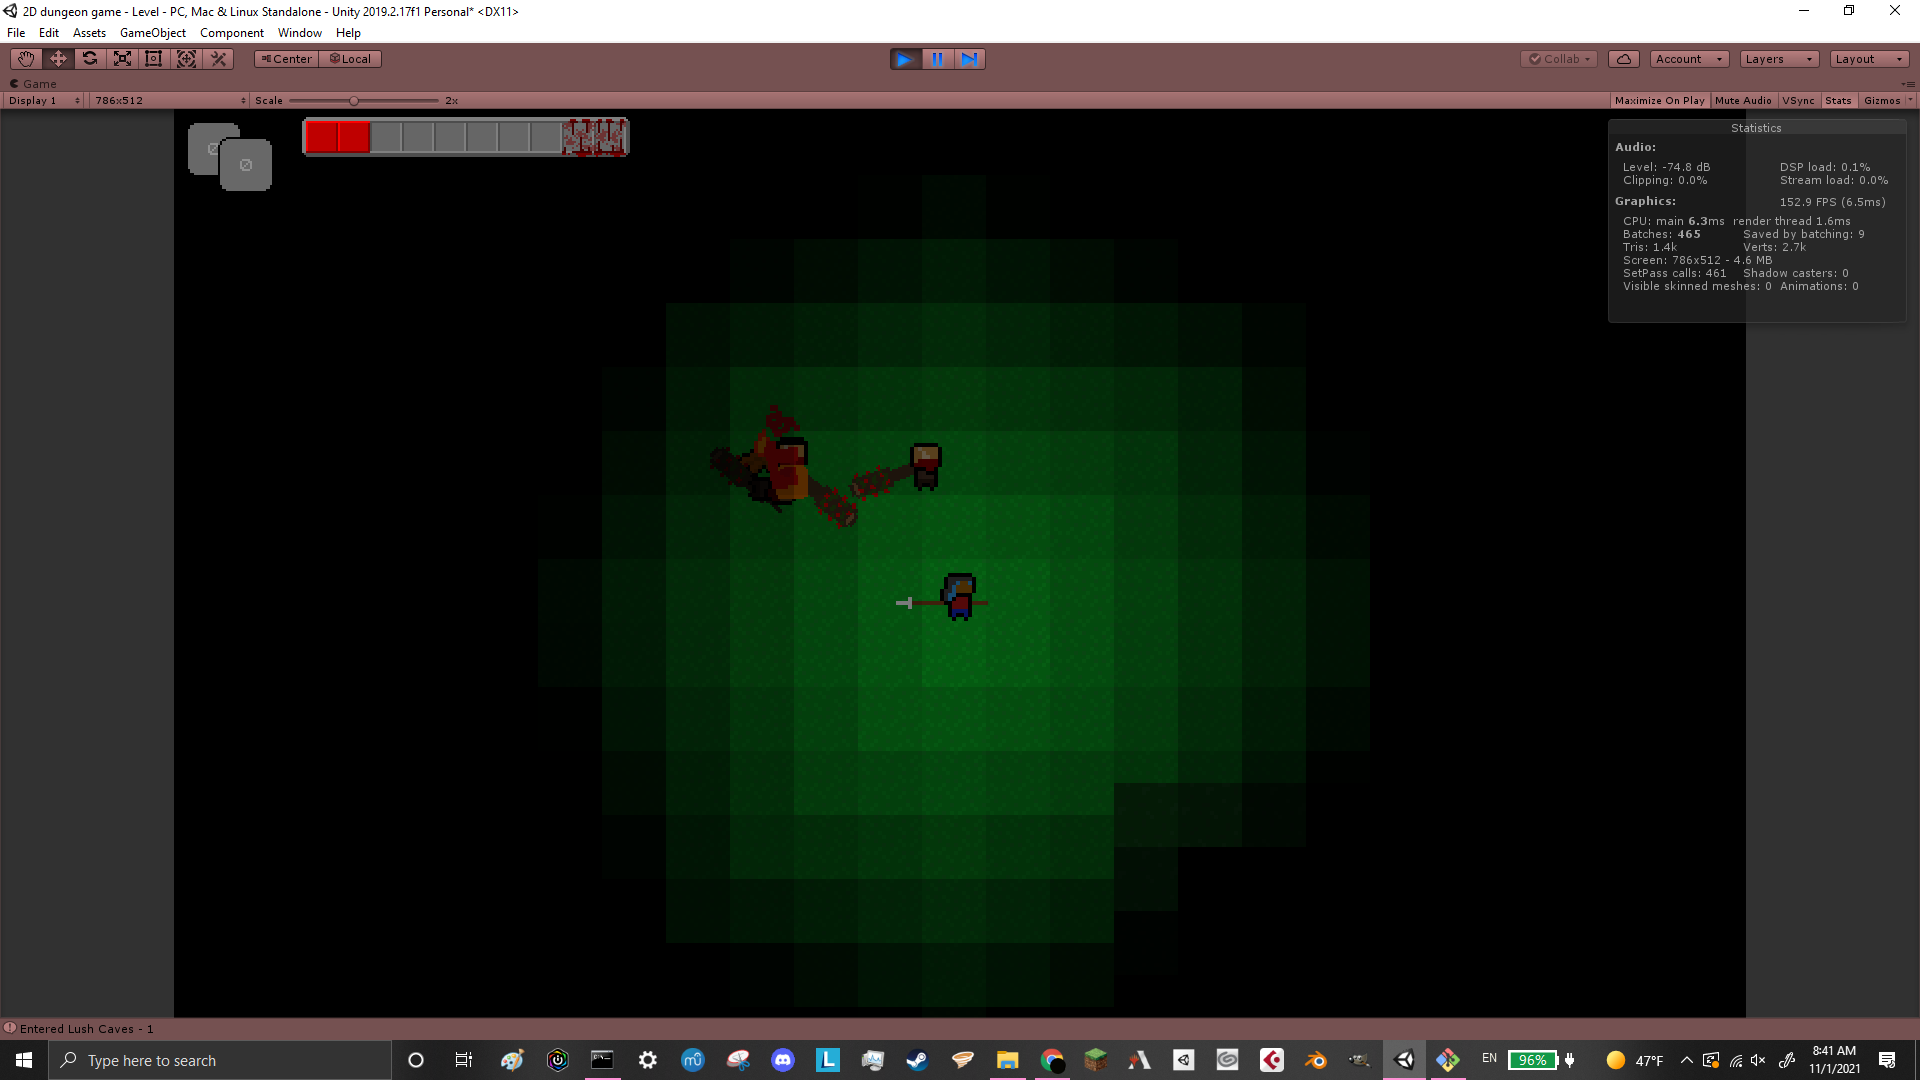 2D dungeon game - Level - PC, Mac & Linux Standalone - Unity 2019.2.17f1 Personal* <DX11>
File Edit Assets GameObject Component Window Help
Center Local Collab Account Layers Layout
Game
Display 1 786x512 Scale 2x Maximize On Play Mute Audio VSync Stats Gizmos
Statistics
Audio:
Level: -74.8 dB DSP load: 0.1%
Clipping: 0.0% Stream load: 0.0%
Graphics: 152.9 FPS (6.5ms)
CPU: main 6.3ms render thread 1.6ms
Batches: 465 Saved by batching: 9
Tris: 1.4k Verts: 2.7k
Screen: 786x512 - 4.6 MB
SetPass calls: 461 Shadow casters: 0
Visible skinned meshes: 0 Animations: 0
Entered Lush Caves - 1
Type here to search
mü
L
EN
96%
47°F
8:41 AM
11/1/2021